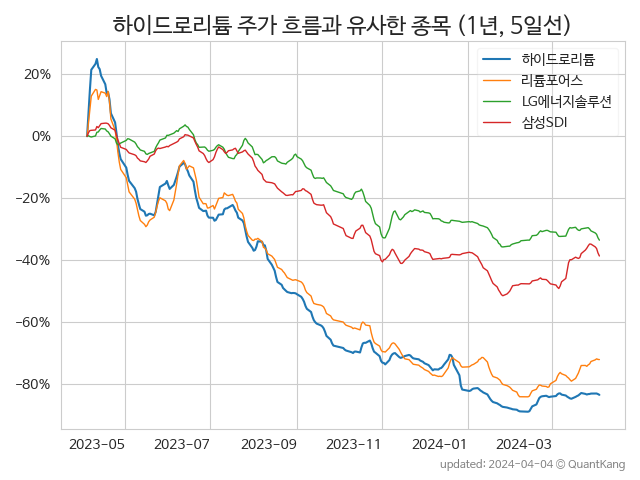 하이드로리튬 주가 흐름과 유사한 종목 (1년, 5일선)
하이드로리튬
리튬포어스
LG에너지솔루션
삼성SDI
20%
0%
−20%
−40%
−60%
−80%
2023−05
2023−07
2023−09
2023−11
2024−01
2024−03
updated: 2024-04-04 © QuantKang